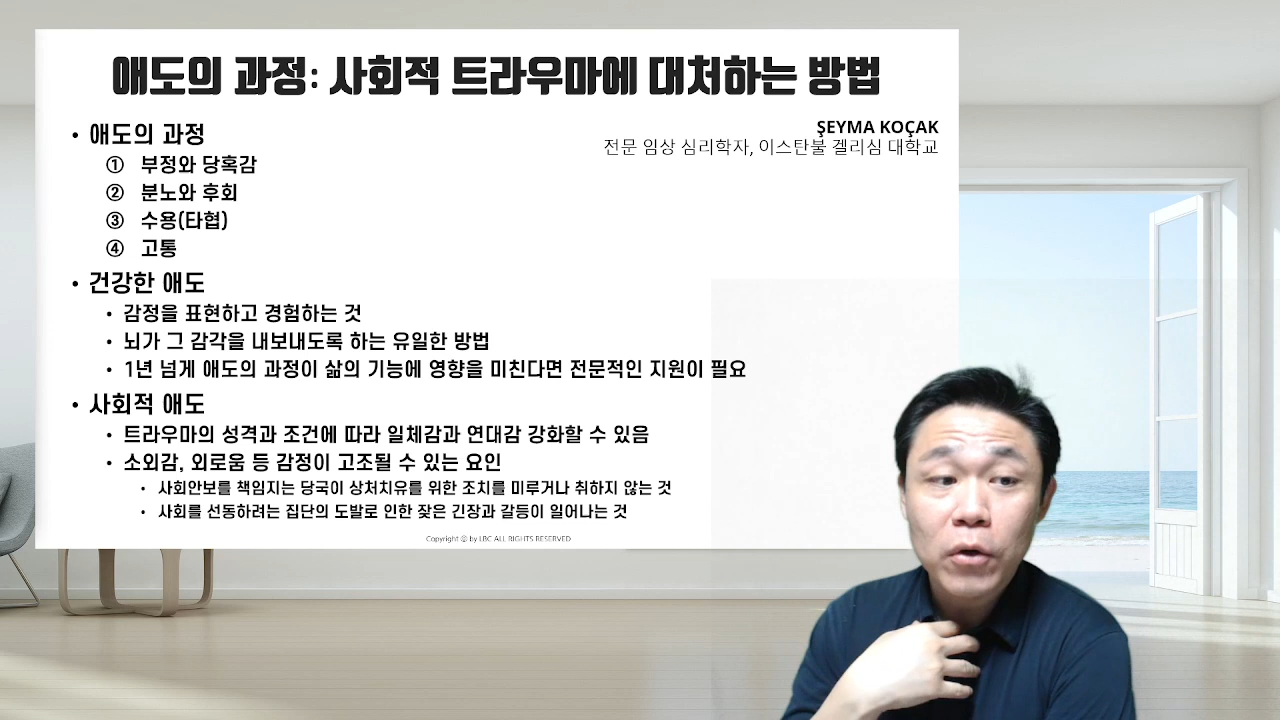 애도의 과정: 사회적 트라우마에 대처하는 방법
ŞEYMA KOÇAK
전문 임상 심리학자, 이스탄불 겔리심 대학교
• 애도의 과정
① 부정와 당혹감
② 분노와 후회
③ 수용(타협)
④ 고통
• 건강한 애도
• 감정을 표현하고 경험하는 것
• 뇌가 그 감각을 내보내도록 하는 유일한 방법
• 1년 넘게 애도의 과정이 삶의 기능에 영향을 미친다면 전문적인 지원이 필요
• 사회적 애도
• 트라우마의 성격과 조건에 따라 일체감과 연대감 강화할 수 있음
• 소외감, 외로움 등 감정이 고조될 수 있는 요인
• 사회안보를 책임지는 당국이 상처치유를 위한 조치를 미루거나 취하지 않는 것
• 사회를 선동하려는 집단의 도발로 인한 잦은 긴장과 갈등이 일어나는 것
Copyright ⓒ by LBC ALL RIGHTS RESERVED